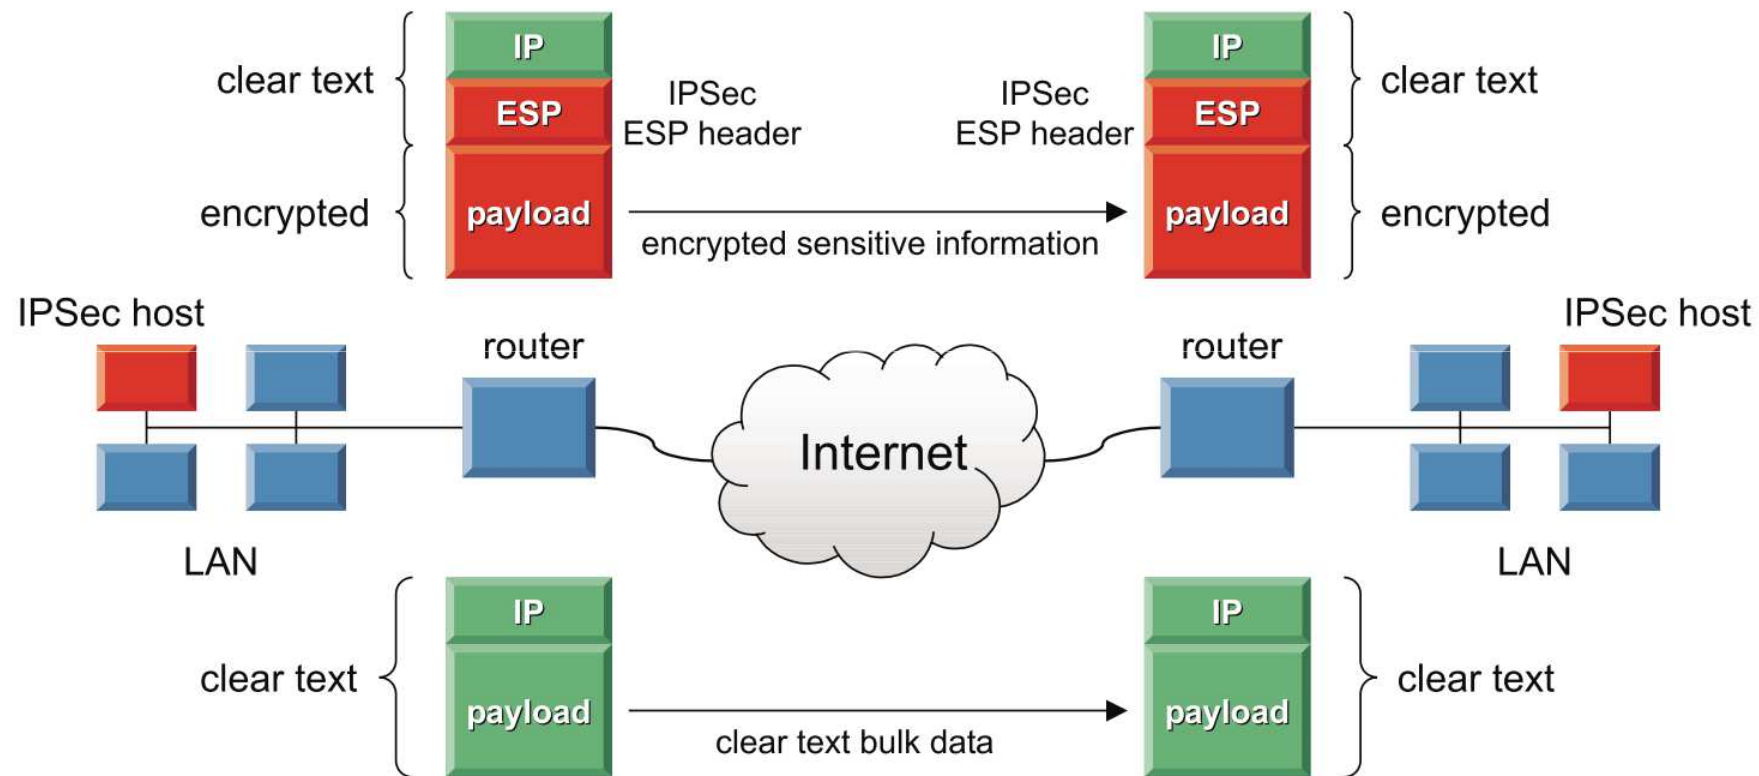 IP
clear text
ESP
IPSec
ESP header
encrypted
payload
encrypted sensitive information
IP
IPSec
ESP header
ESP
clear text
payload
encrypted
IPSec host
router
Internet
router
IPSec host
LAN
LAN
IP
clear text
payload
clear text bulk data
IP
payload
clear text